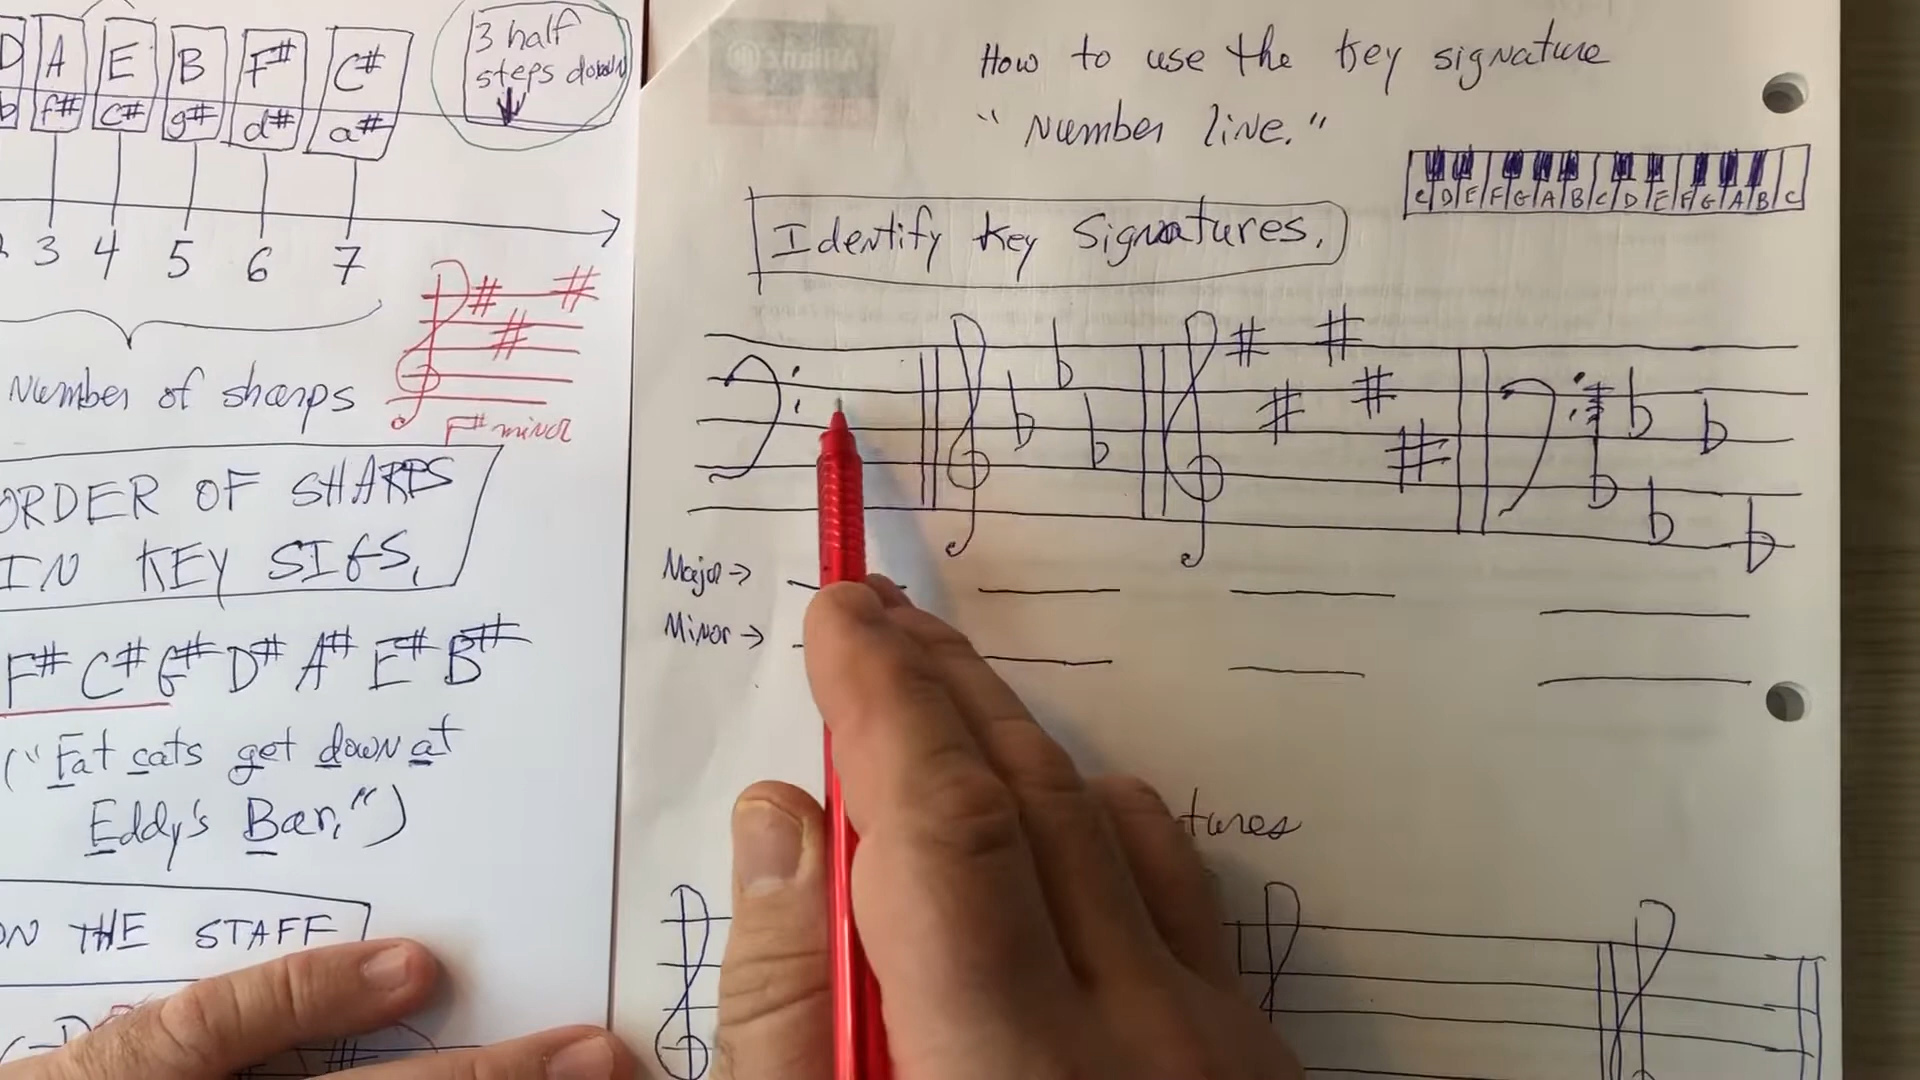 D A E B F# C#
b f# c# g# d# a#
3 half
steps down
3 4 5 6 7
Number of sharps
F# minor
ORDER OF SHARPS
IN KEY SIGS.
F# C# G# D# A# E# B#
("Fat cats get down at
Eddy's Bar.")
ON THE STAFF
How to use the key signature
"Number line."
C D E F G A B C D E F G A B C
Identify Key Signatures.
Major →
Minor →
tures